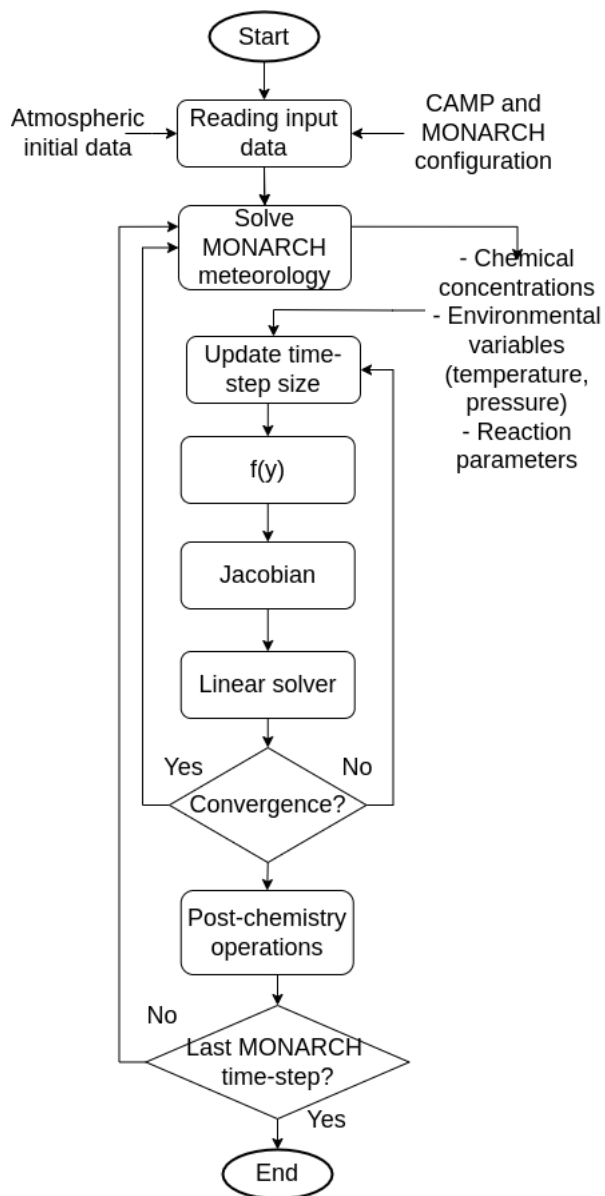 Start
Atmospheric
initial data
Reading input
data
CAMP and
MONARCH
configuration
Solve
MONARCH
meteorology
- Chemical
concentrations
- Environmental
variables
(temperature,
pressure)
- Reaction
parameters
Update time-
step size
f(y)
Jacobian
Linear solver
Yes
No
Convergence?
Post-chemistry
operations
No
Last MONARCH
time-step?
Yes
End